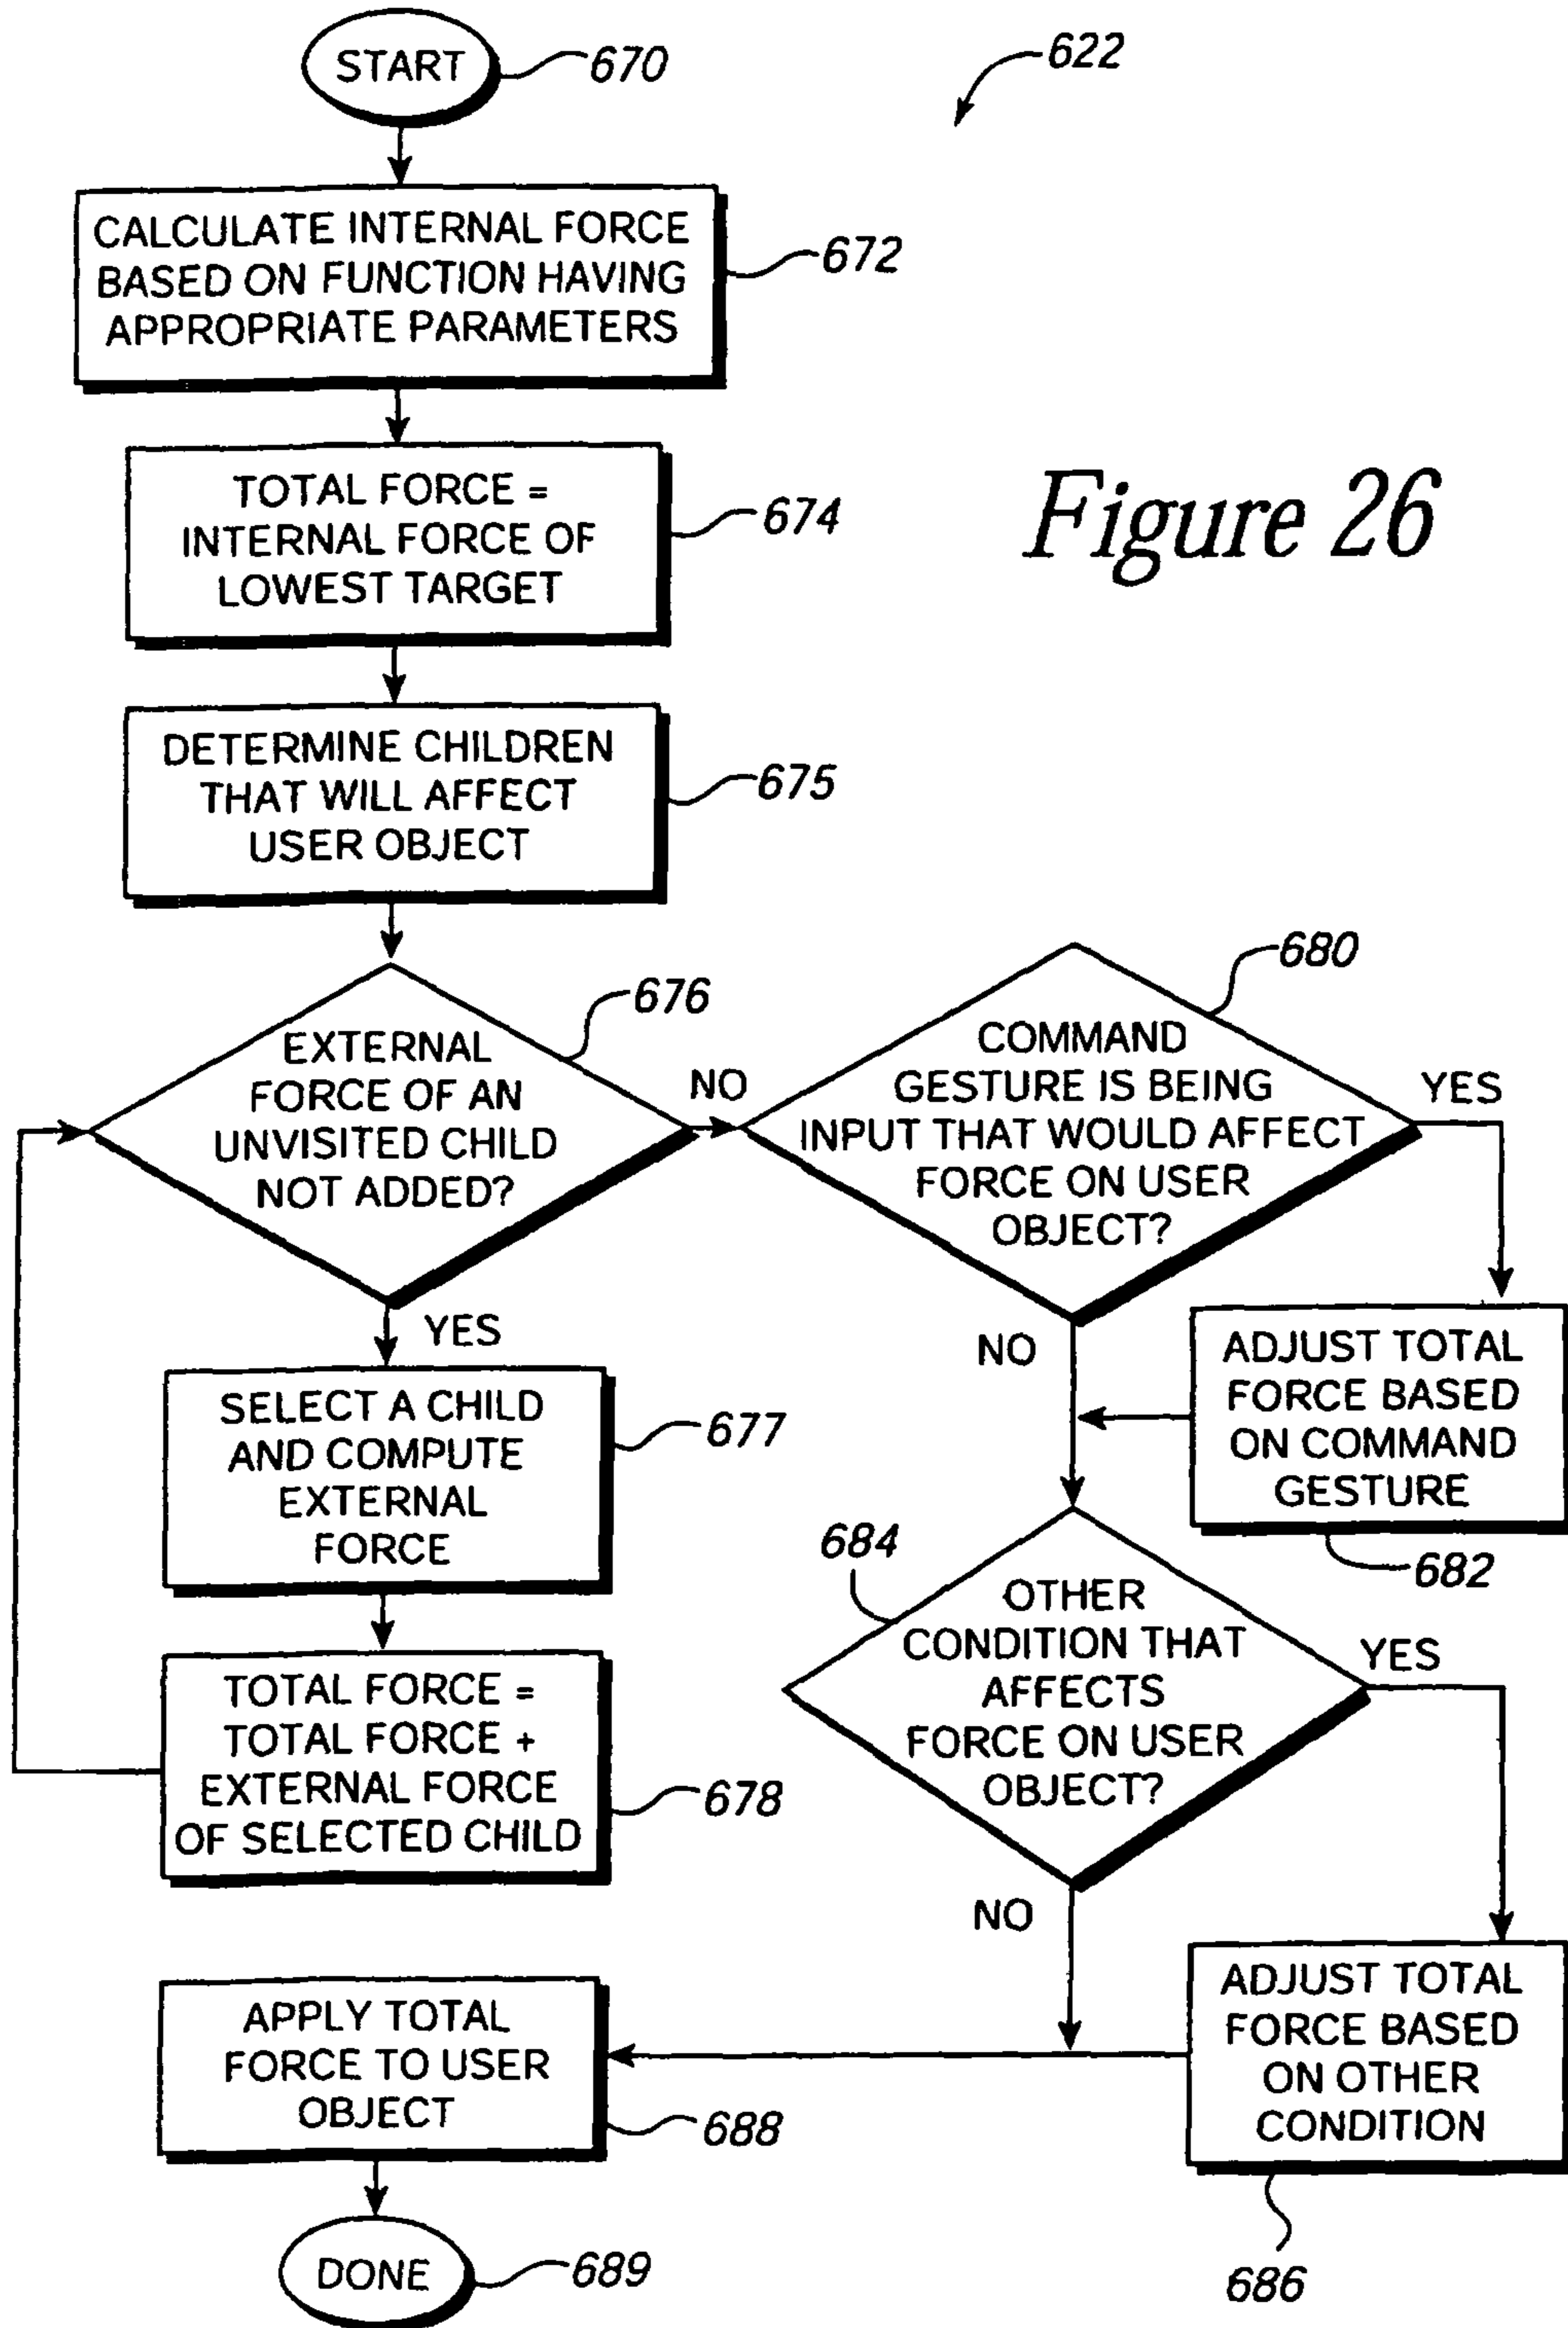 START
670
622
CALCULATE INTERNAL FORCE
BASED ON FUNCTION HAVING
APPROPRIATE PARAMETERS
672
TOTAL FORCE =
INTERNAL FORCE OF
LOWEST TARGET
674
Figure 26
DETERMINE CHILDREN
THAT WILL AFFECT
USER OBJECT
675
EXTERNAL
FORCE OF AN
UNVISITED CHILD
NOT ADDED?
676
NO
YES
COMMAND
GESTURE IS BEING
INPUT THAT WOULD AFFECT
FORCE ON USER
OBJECT?
680
YES
NO
SELECT A CHILD
AND COMPUTE
EXTERNAL
FORCE
677
ADJUST TOTAL
FORCE BASED
ON COMMAND
GESTURE
682
TOTAL FORCE =
TOTAL FORCE +
EXTERNAL FORCE
OF SELECTED CHILD
678
684
OTHER
CONDITION THAT
AFFECTS
FORCE ON USER
OBJECT?
YES
NO
ADJUST TOTAL
FORCE BASED
ON OTHER
CONDITION
686
APPLY TOTAL
FORCE TO USER
OBJECT
688
DONE
689